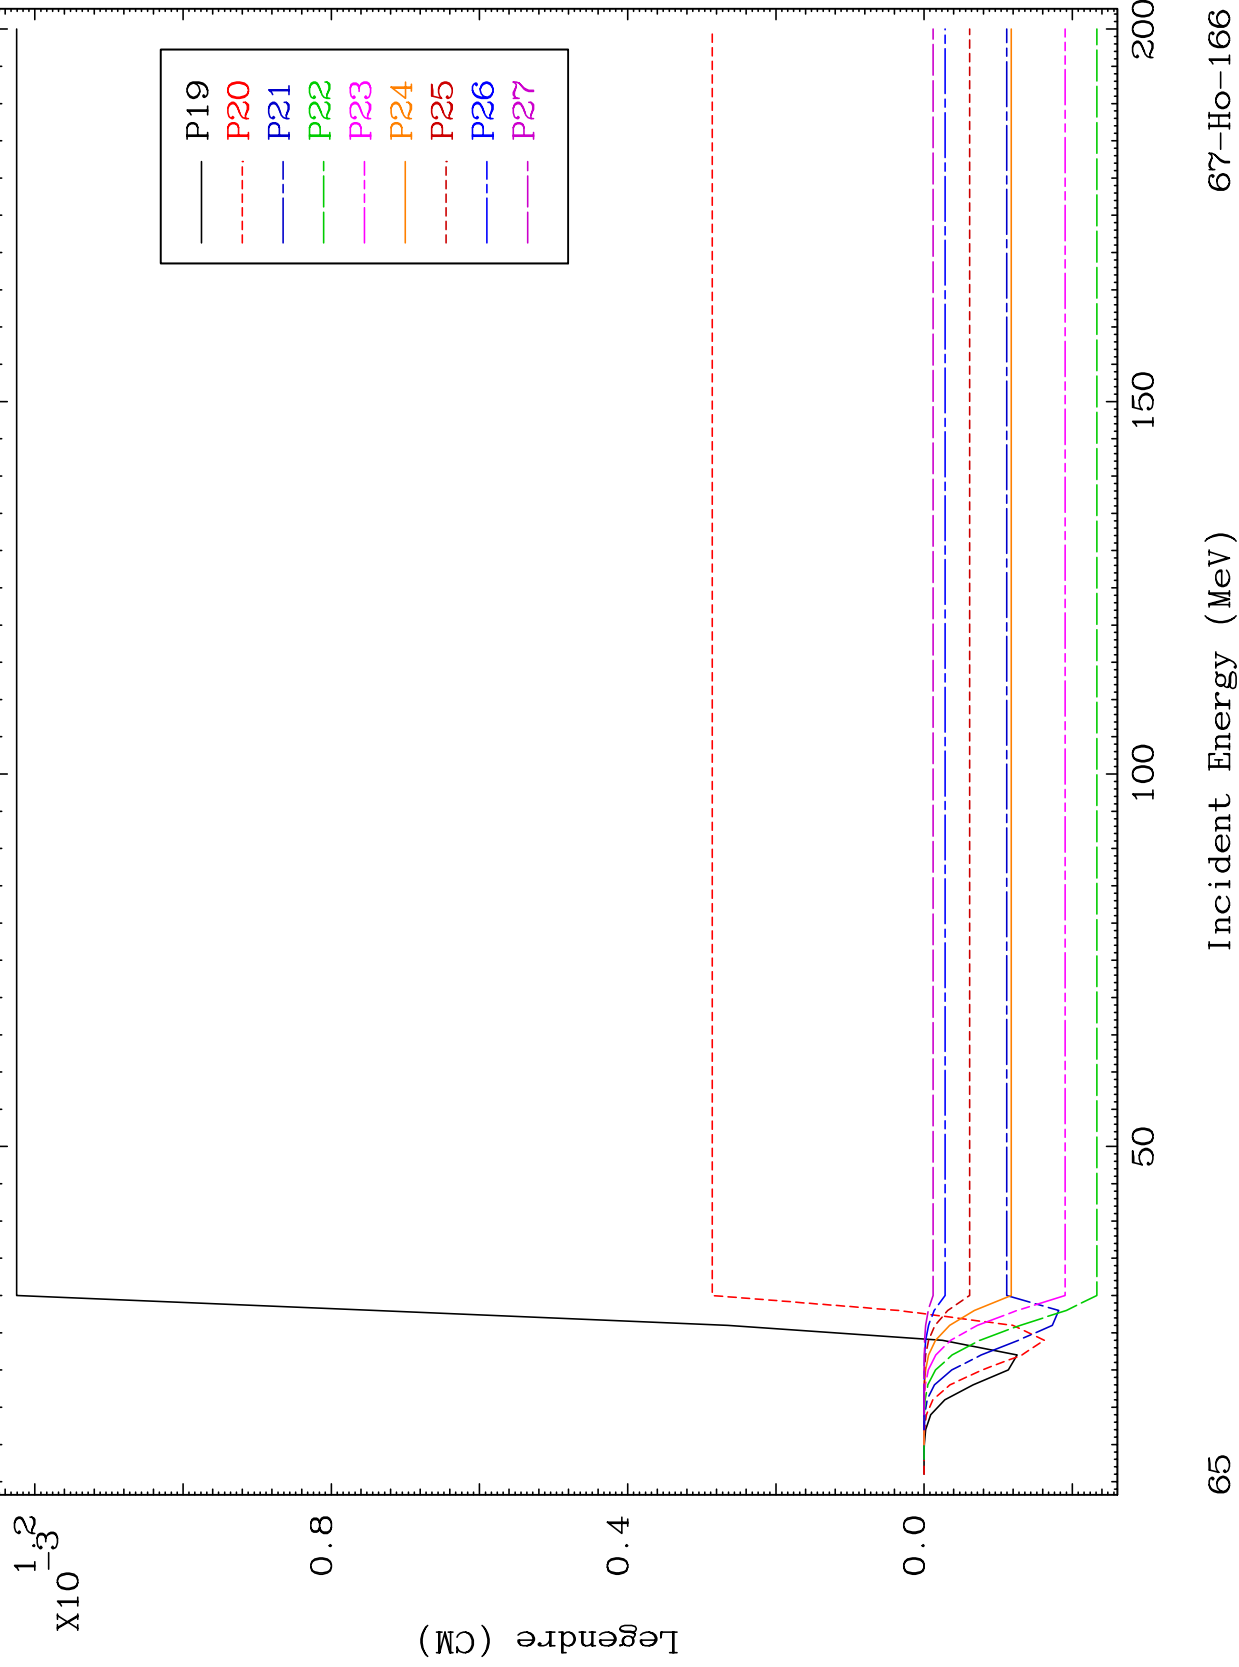 P19
P20
P21
P22
P23
P24
P25
P26
P27
1.2
X10
-3
0.8
0.4
0.0
Legendre (CM)
50
100
150
200
Incident Energy (MeV)
65
67-Ho-166